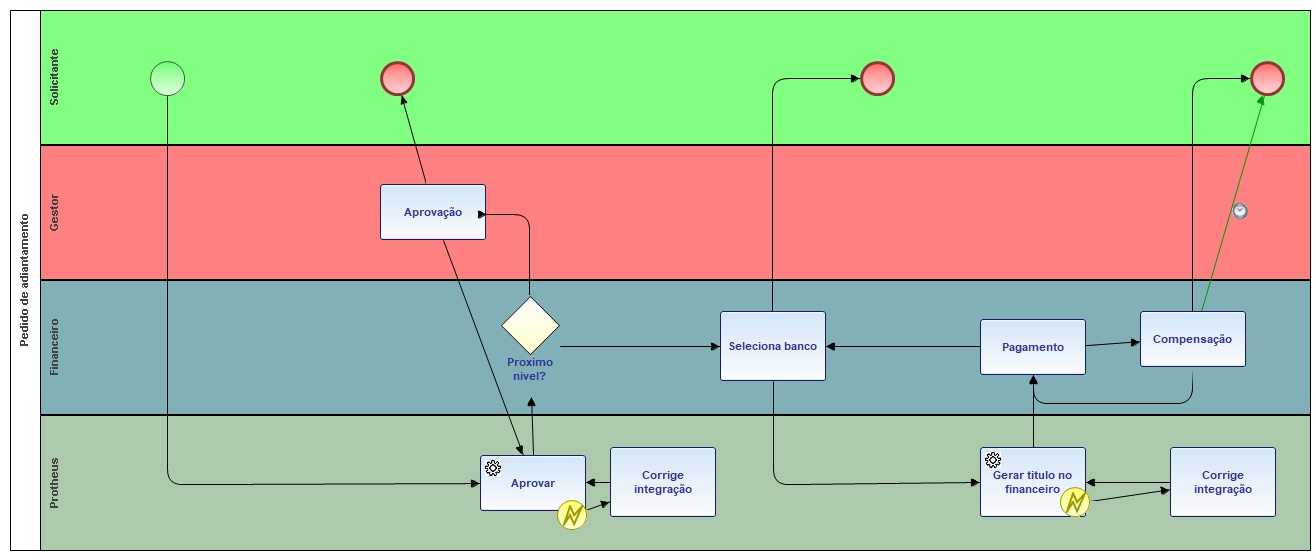 Pedido de adiantamento
Solicitante
Gestor
Aprovação
Financeiro
Proximo
nivel?
Seleciona banco
Pagamento
Compensação
Protheus
Aprovar
Corrige
integração
Gerar titulo no
financeiro
Corrige
integração